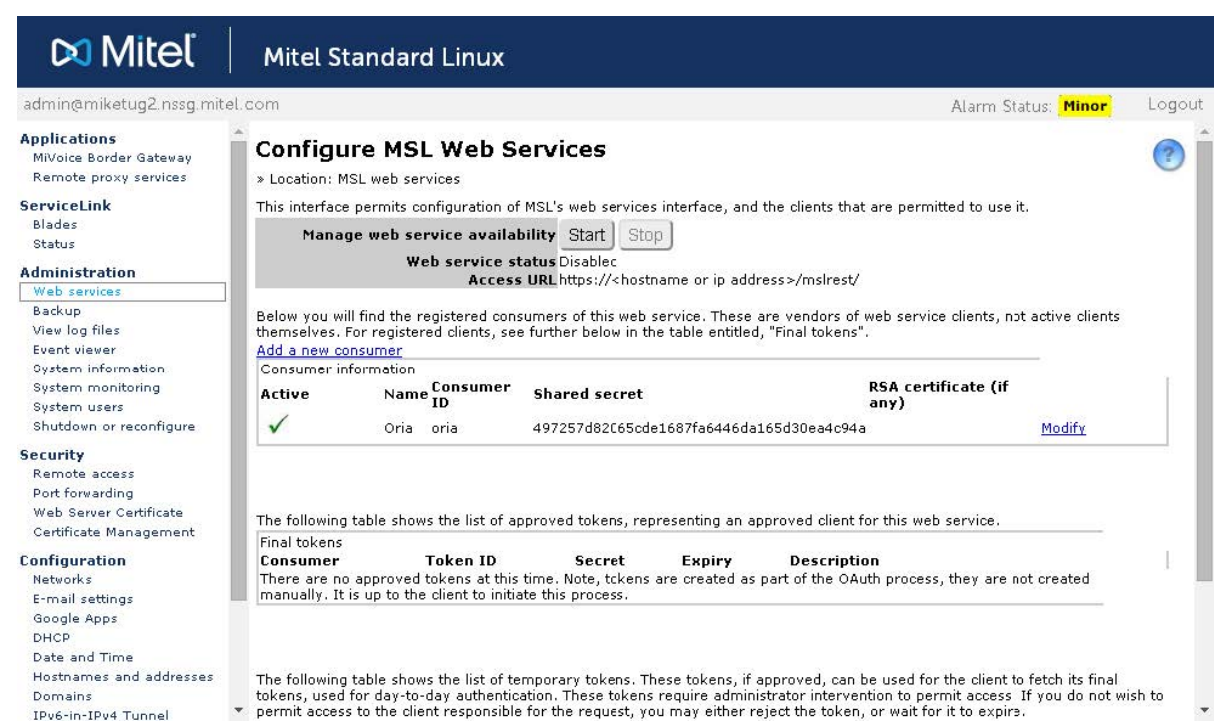 Mitel
Mitel Standard Linux
admin@miketug2.nssg.mitel.com
Alarm Status: Minor
Logout
Applications
MiVoice Border Gateway
Remote proxy services
ServiceLink
Blades
Status
Administration
Web services
Backup
View log files
Event viewer
System information
System monitoring
System users
Shutdown or reconfigure
Security
Remote access
Port forwarding
Web Server Certificate
Certificate Management
Configuration
Networks
E-mail settings
Google Apps
DHCP
Date and Time
Hostnames and addresses
Domains
IPv6-in-IPv4 Tunnel
Configure MSL Web Services
?
» Location: MSL web services
This interface permits configuration of MSL's web services interface, and the clients that are permitted to use it.
Manage web service availability Start Stop
Web service status Disabled
Access URL https://<hostname or ip address>/mslrest/
Below you will find the registered consumers of this web service. These are vendors of web service clients, not active clients
themselves. For registered clients, see further below in the table entitled, "Final tokens".
Add a new consumer
Consumer information
Active Name Consumer ID Shared secret RSA certificate (if any)
Oria oria 497257d82065cde1687fa6446da165d30ea4c94a Modify
The following table shows the list of approved tokens, representing an approved client for this web service.
Final tokens
Consumer Token ID Secret Expiry Description
There are no approved tokens at this time. Note, tokens are created as part of the OAuth process, they are not created
manually. It is up to the client to initiate this process.
The following table shows the list of temporary tokens. These tokens, if approved, can be used for the client to fetch its final
tokens, used for day-to-day authentication. These tokens require administrator intervention to permit access. If you do not wish to
permit access to the client responsible for the request, you may either reject the token, or wait for it to expire.